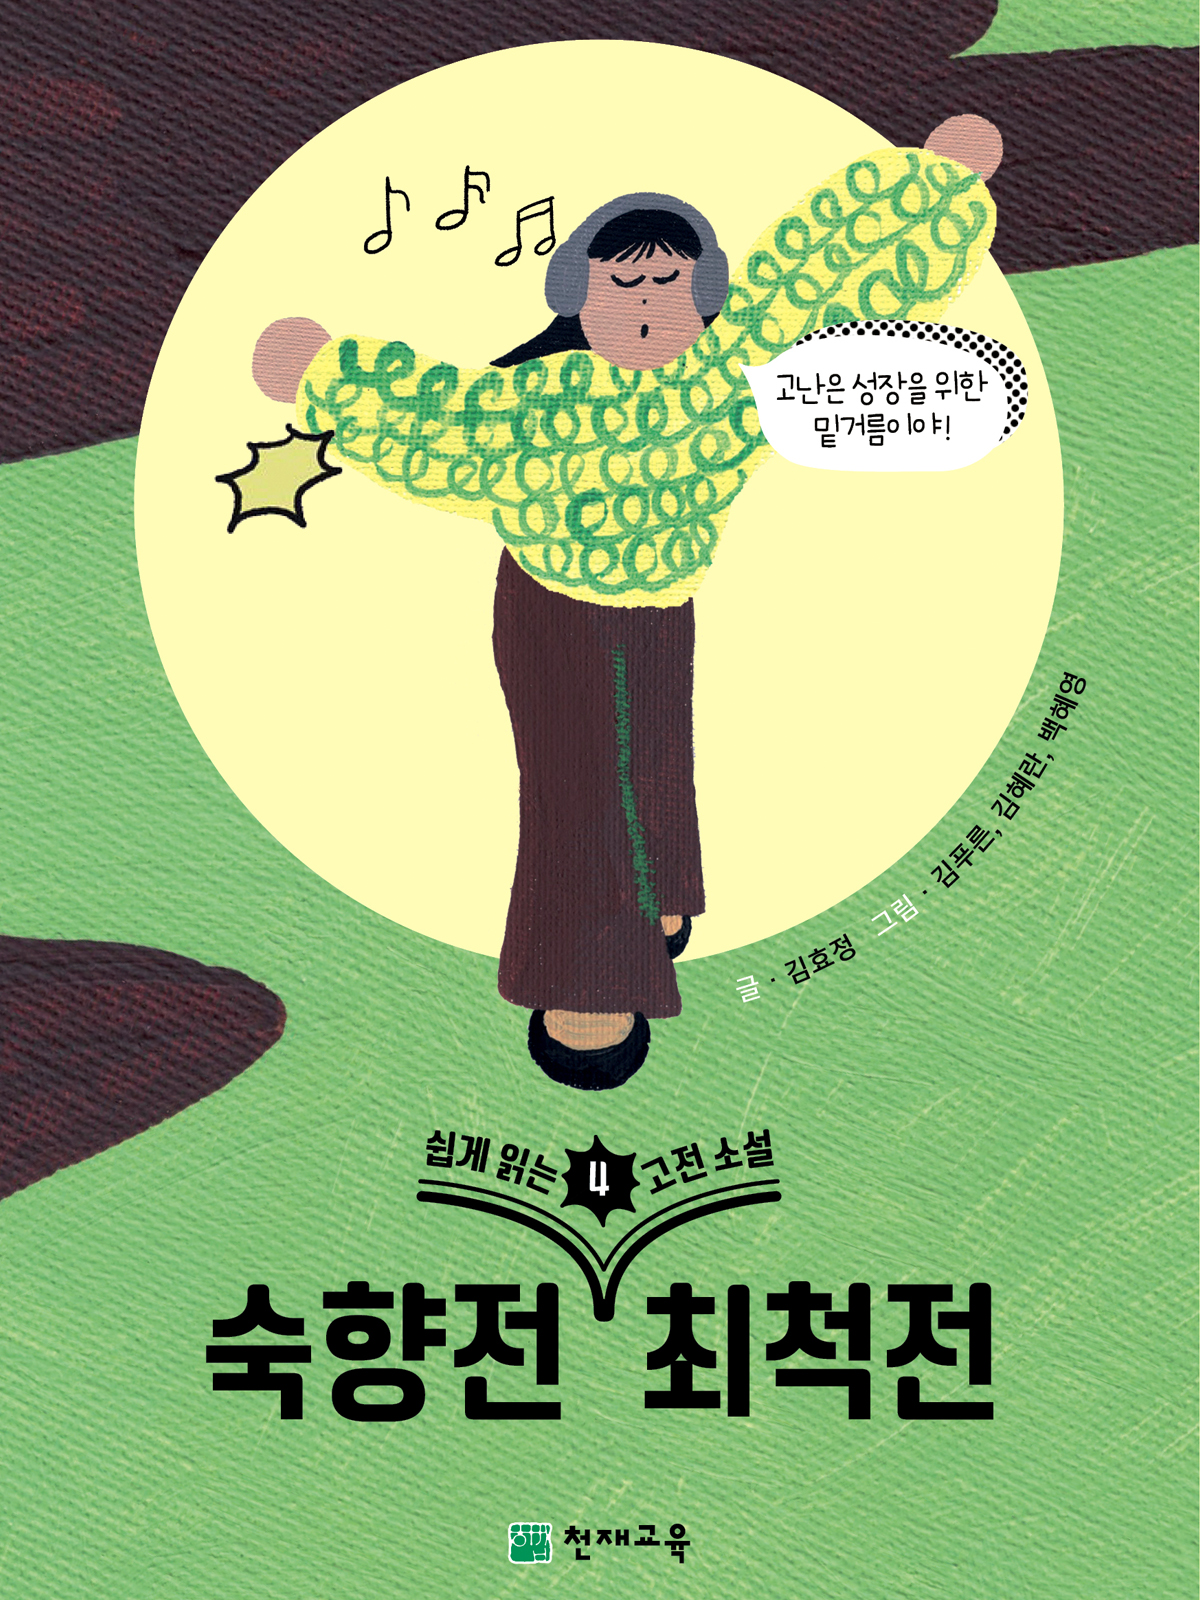 고난은 성장을 위한
밑거름이야!
글 · 김효정 그림 · 김푸른, 김혜란, 백혜영
쉽게 읽는 4 고전 소설
숙향전 최척전
천재교육